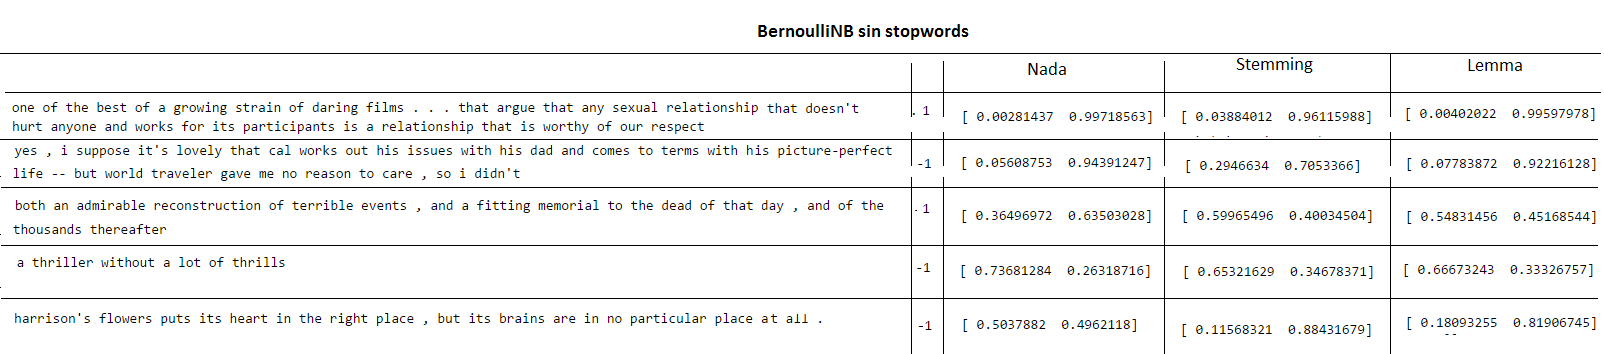 BernoulliNB sin stopwords
Nada Stemming Lemma
one of the best of a growing strain of daring films . . . that argue that any sexual relationship that doesn't
hurt anyone and works for its participants is a relationship that is worthy of our respect
. 1 [ 0.00281437 0.99718563] [ 0.03884012 0.96115988] [ 0.00402022 0.99597978]
yes , i suppose it's lovely that cal works out his issues with his dad and comes to terms with his picture-perfect
life -- but world traveler gave me no reason to care , so i didn't
-1 [ 0.05608753 0.94391247] [ 0.2946634 0.7053366] [ 0.07783872 0.92216128]
both an admirable reconstruction of terrible events , and a fitting memorial to the dead of that day , and of the
thousands thereafter
. 1 [ 0.36496972 0.63503028] [ 0.59965496 0.40034504] [ 0.54831456 0.45168544]
a thriller without a lot of thrills -1 [ 0.73681284 0.26318716] [ 0.65321629 0.34678371] [ 0.66673243 0.33326757]
harrison's flowers puts its heart in the right place , but its brains are in no particular place at all . -1 [ 0.5037882 0.4962118] [ 0.11568321 0.88431679] [ 0.18093255 0.81906745]